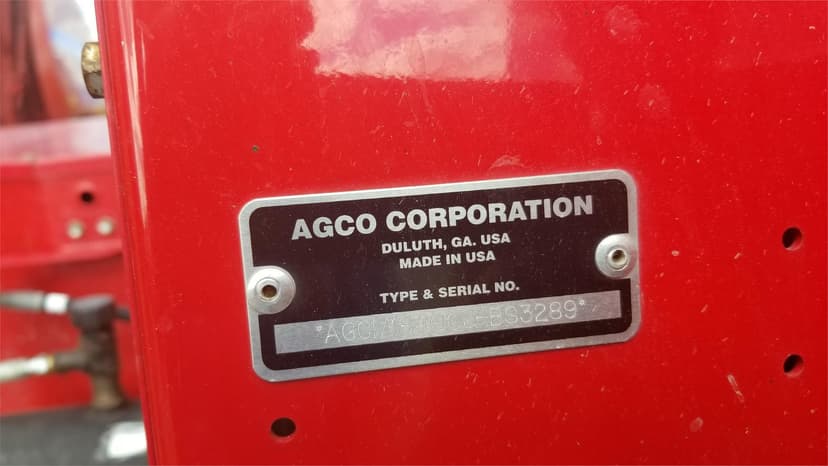 AGCO CORPORATION
DULUTH, GA. USA
MADE IN USA
TYPE & SERIAL NO.